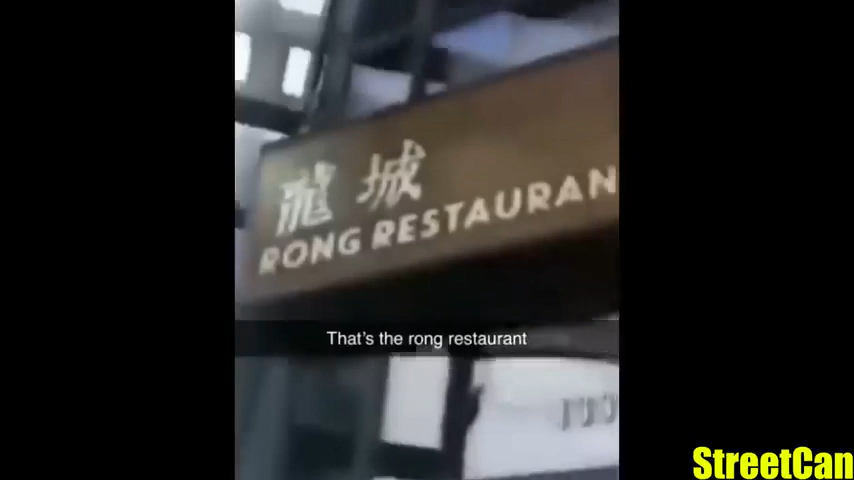 龍城
RONG RESTAURAN
That's the rong restaurant
StreetCan